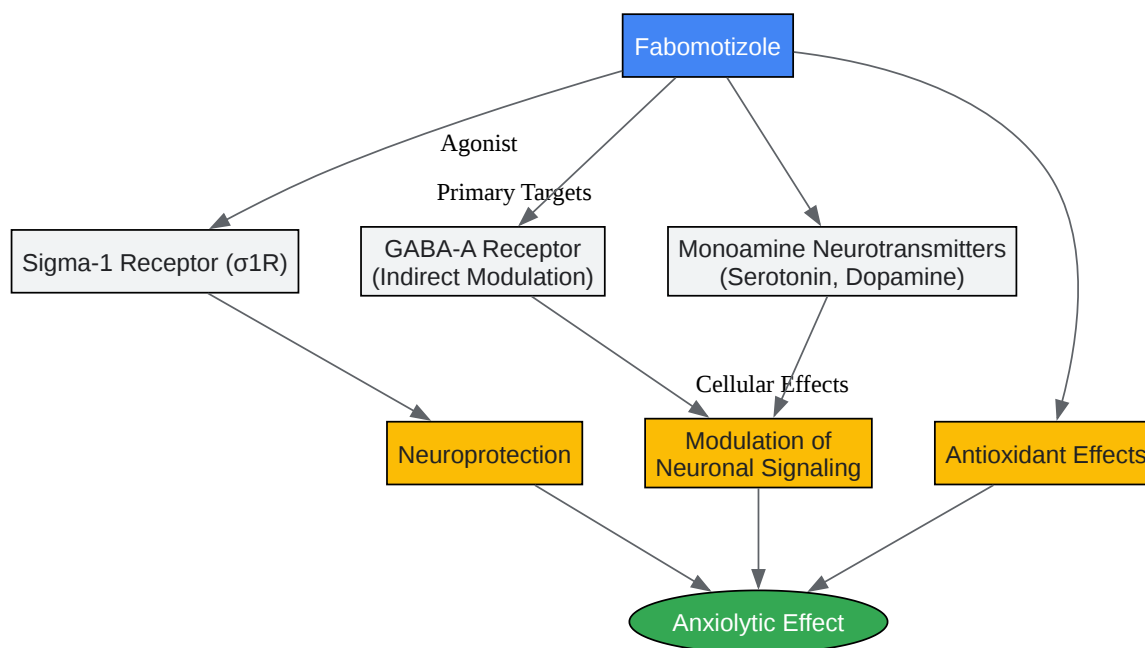 Fabomotizole
Agonist
Primary Targets
Sigma-1 Receptor (σ1R)
GABA-A Receptor
(Indirect Modulation)
Monoamine Neurotransmitters
(Serotonin, Dopamine)
Cellular Effects
Neuroprotection
Modulation of
Neuronal Signaling
Antioxidant Effects
Anxiolytic Effect